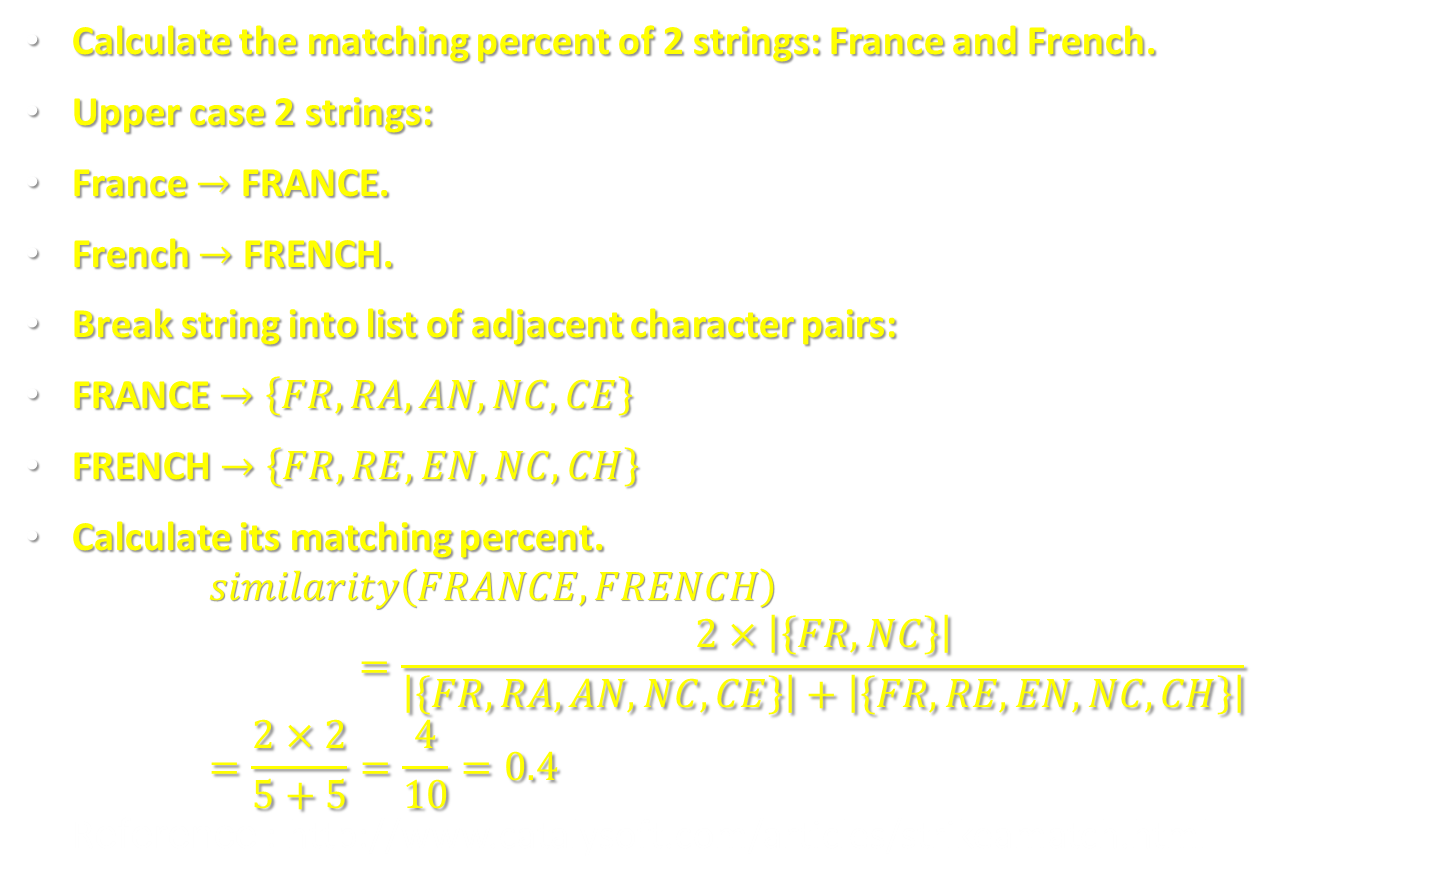 • Calculate the matching percent of 2 strings: France and French.
• Upper case 2 strings:
• France → FRANCE.
• French → FRENCH.
• Break string into list of adjacent character pairs:
• FRANCE → {FR, RA, AN, NC, CE}
• FRENCH → {FR, RE, EN, NC, CH}
• Calculate its matching percent.
similarity(FRANCE, FRENCH)
2 × |{FR, NC}|
=
|{FR, RA, AN, NC, CE}| + |{FR, RE, EN, NC, CH}|
2 × 2 4
= = = 0.4
5 + 5 10